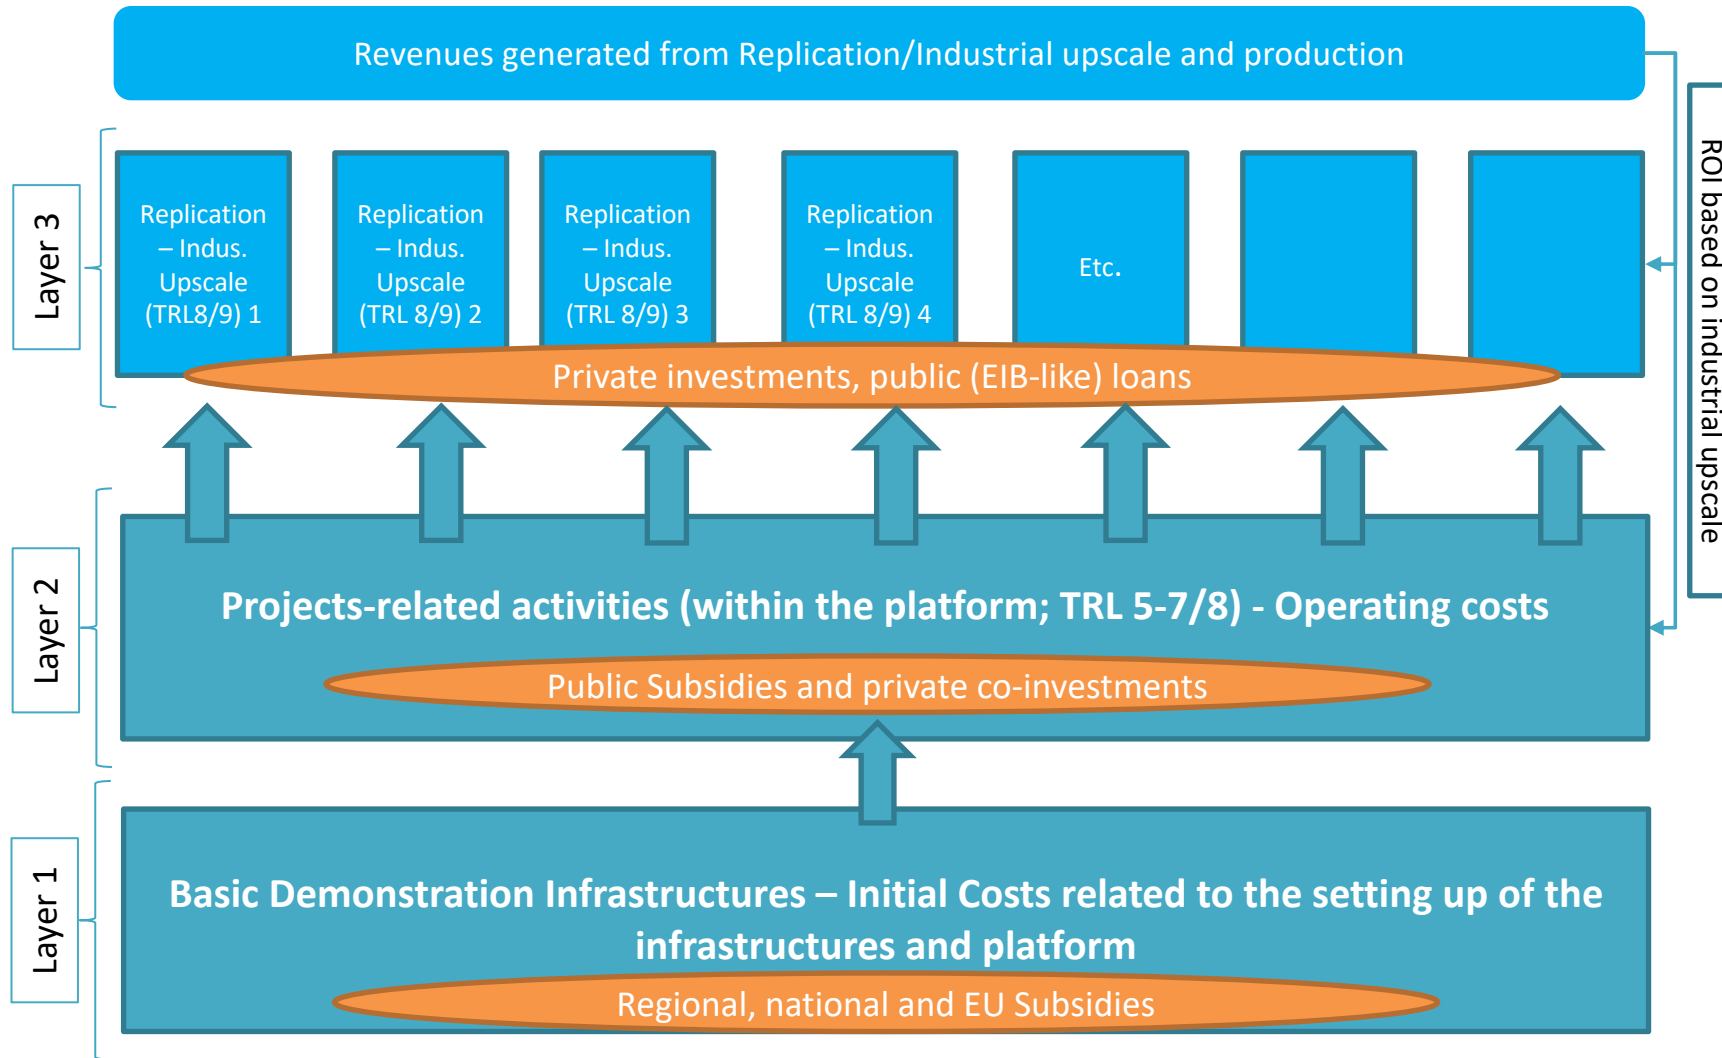 Revenues generated from Replication/Industrial upscale and production
ROI based on industrial upscale
Layer 3
Replication
– Indus.
Upscale
(TRL8/9) 1
Replication
– Indus.
Upscale
(TRL 8/9) 2
Replication
– Indus.
Upscale
(TRL 8/9) 3
Replication
– Indus.
Upscale
(TRL 8/9) 4
Etc.
Private investments, public (EIB-like) loans
Layer 2
Projects-related activities (within the platform; TRL 5-7/8) - Operating costs
Public Subsidies and private co-investments
Layer 1
Basic Demonstration Infrastructures – Initial Costs related to the setting up of the
infrastructures and platform
Regional, national and EU Subsidies